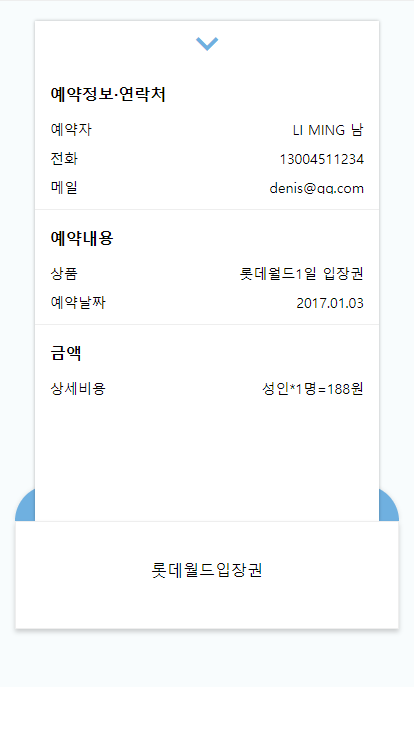 예약정보·연락처
예약자 LI MING 남
전화 13004511234
메일 denis@qq.com
예약내용
상품 롯데월드1일 입장권
예약날짜 2017.01.03
금액
상세비용 성인*1명=188원
롯데월드입장권